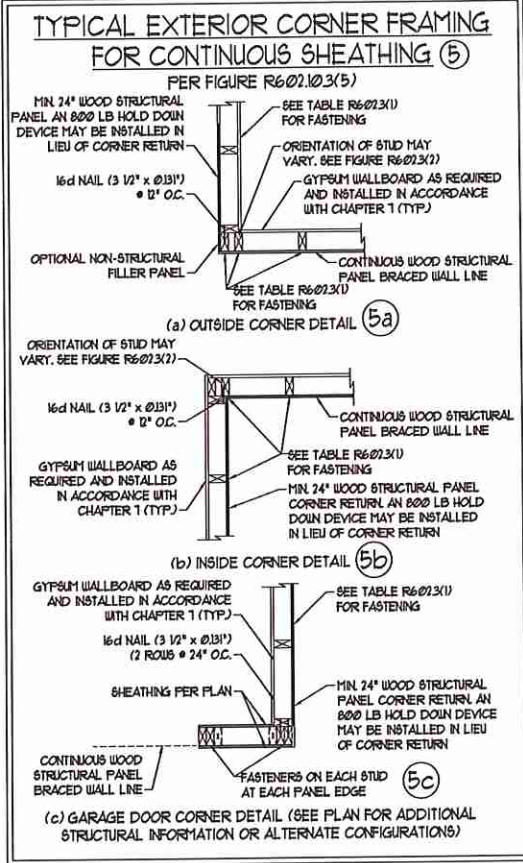 TYPICAL EXTERIOR CORNER FRAMING
FOR CONTINUOUS SHEATHING 5
PER FIGURE R602.10.3(5)
MIN. 24" WOOD STRUCTURAL
PANEL AN 800 LB HOLD DOWN
DEVICE MAY BE INSTALLED IN
LIEU OF CORNER RETURN
16d NAIL (3 1/2" x 0.131")
@ 12" O.C.
OPTIONAL NON-STRUCTURAL
FILLER PANEL
SEE TABLE R602.3(1)
FOR FASTENING
ORIENTATION OF STUD MAY
VARY. SEE FIGURE R602.3(2)
GYPSUM WALLBOARD AS REQUIRED
AND INSTALLED IN ACCORDANCE
WITH CHAPTER 7 (TYP.)
CONTINUOUS WOOD STRUCTURAL
PANEL BRACED WALL LINE
SEE TABLE R602.3(1)
FOR FASTENING
(a) OUTSIDE CORNER DETAIL 5a
ORIENTATION OF STUD MAY
VARY. SEE FIGURE R602.3(2)
16d NAIL (3 1/2" x 0.131")
@ 12" O.C.
GYPSUM WALLBOARD AS
REQUIRED AND INSTALLED
IN ACCORDANCE WITH
CHAPTER 7 (TYP.)
CONTINUOUS WOOD STRUCTURAL
PANEL BRACED WALL LINE
SEE TABLE R602.3(1)
FOR FASTENING
MIN. 24" WOOD STRUCTURAL PANEL
CORNER RETURN. AN 800 LB HOLD
DOWN DEVICE MAY BE INSTALLED
IN LIEU OF CORNER RETURN
(b) INSIDE CORNER DETAIL 5b
GYPSUM WALLBOARD AS REQUIRED
AND INSTALLED IN ACCORDANCE
WITH CHAPTER 7 (TYP.)
16d NAIL (3 1/2" x 0.131")
(2 ROWS @ 24" O.C.
SHEATHING PER PLAN
CONTINUOUS WOOD
STRUCTURAL PANEL
BRACED WALL LINE
SEE TABLE R602.3(1)
FOR FASTENING
MIN. 24" WOOD STRUCTURAL
PANEL CORNER RETURN. AN
800 LB HOLD DOWN DEVICE
MAY BE INSTALLED IN LIEU
OF CORNER RETURN
FASTENERS ON EACH STUD
AT EACH PANEL EDGE
5c
(c) GARAGE DOOR CORNER DETAIL (SEE PLAN FOR ADDITIONAL
STRUCTURAL INFORMATION OR ALTERNATE CONFIGURATIONS)